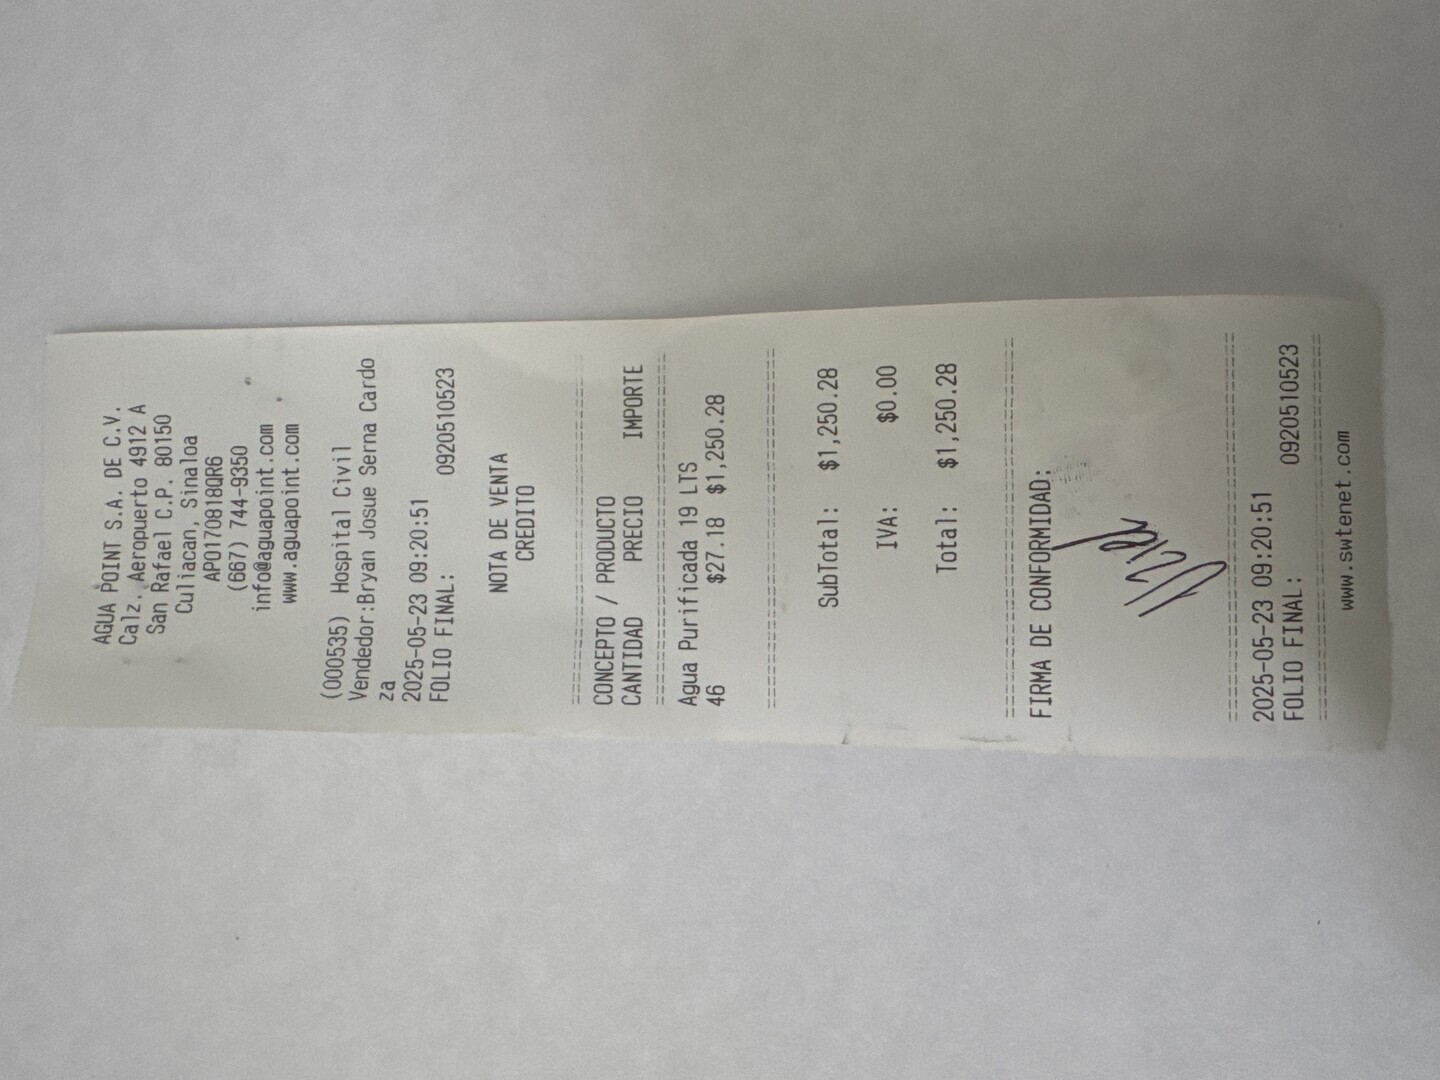 AGUA POINT S.A. DE C.V.
Calz. Aeropuerto 4912 A
San Rafael C.P. 80150
Culiacan, Sinaloa
APO170818QR6
(667) 744-9350
info@aguapoint.com
www.aguapoint.com
(000535) Hospital Civil
Vendedor:Bryan Josue Serna Cardo
za
2025-05-23 09:20:51
FOLIO FINAL: 0920510523
NOTA DE VENTA
CREDITO
CONCEPTO / PRODUCTO
CANTIDAD PRECIO IMPORTE
Agua Purificada 19 LTS
46 $27.18 $1,250.28
SubTotal: $1,250.28
IVA: $0.00
Total: $1,250.28
FIRMA DE CONFORMIDAD:
2025-05-23 09:20:51
FOLIO FINAL: 0920510523
www.swtenet.com